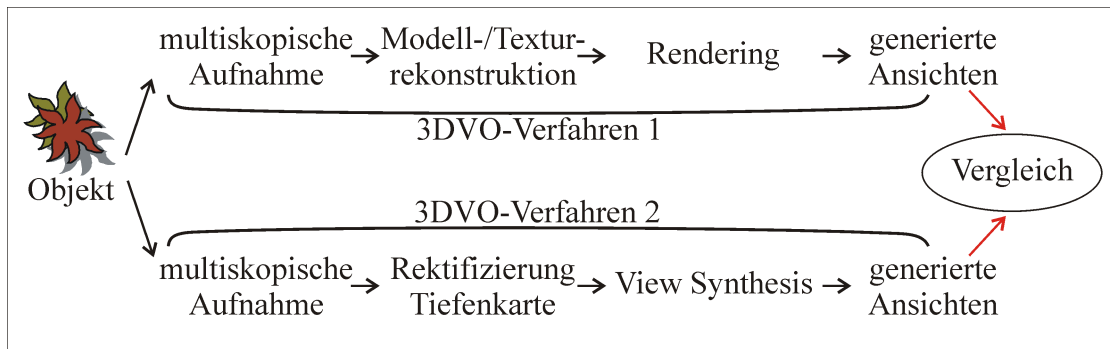 multiskopische
Aufnahme
Modell-/Textur-
rekonstruktion
Rendering
generierte
Ansichten
3DVO-Verfahren 1
Objekt
Vergleich
3DVO-Verfahren 2
multiskopische
Aufnahme
Rektifizierung
Tiefenkarte
View Synthesis
generierte
Ansichten